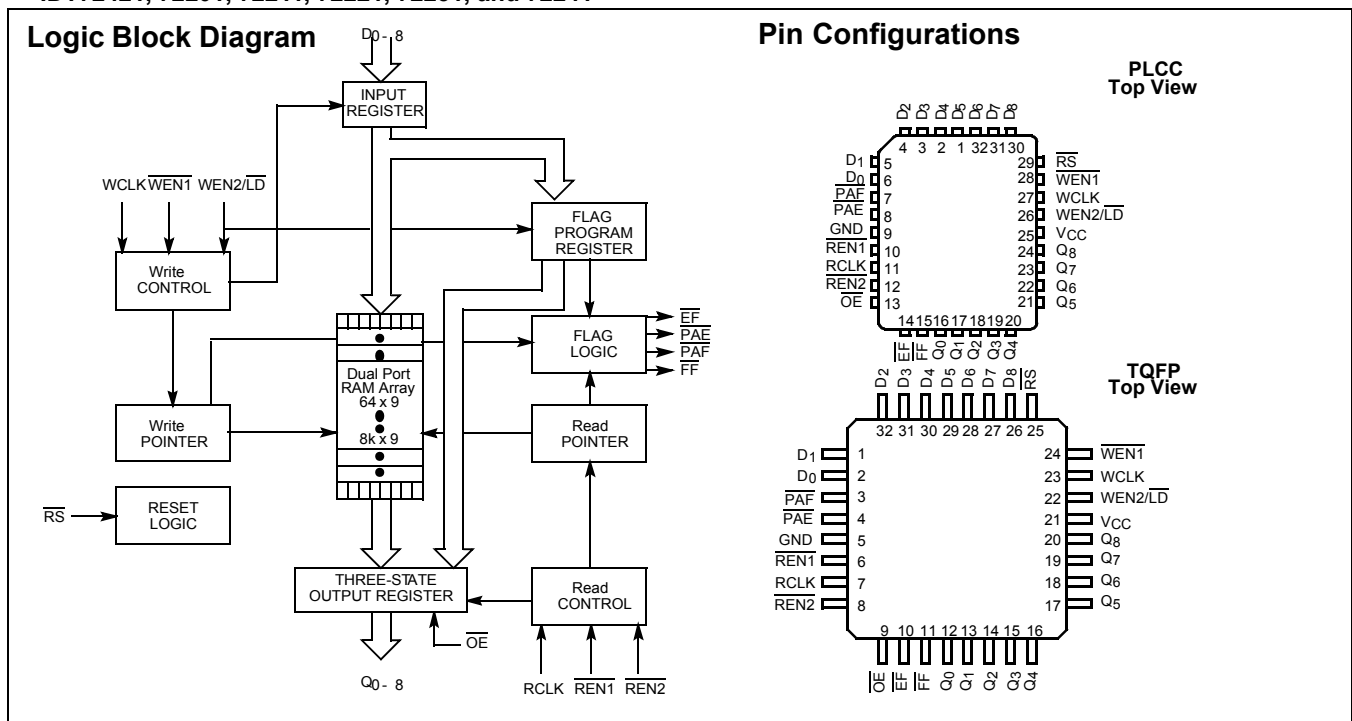 Logic Block Diagram
D0 - 8
INPUT
REGISTER
WCLK WEN1 WEN2/LD
FLAG
PROGRAM
REGISTER
Write
CONTROL
FLAG
LOGIC
EF
PAE
PAF
FF
Dual Port
RAM Array
64 x 9
8k x 9
Write
POINTER
Read
POINTER
RS
RESET
LOGIC
THREE-STATE
OUTPUT REGISTER
Read
CONTROL
OE
Q0 - 8
RCLK REN1 REN2
Pin Configurations
PLCC
Top View
D2 D3 D4 D5 D6 D7 D8
4 3 2 1 32 31 30
D1 5 29 RS
D0 6 28 WEN1
PAF 7 27 WCLK
PAE 8 26 WEN2/LD
GND 9 25 VCC
REN1 10 24 Q8
RCLK 11 23 Q7
REN2 12 22 Q6
OE 13 21 Q5
14 15 16 17 18 19 20
EF FF Q0 Q1 Q2 Q3 Q4
TQFP
Top View
D2 D3 D4 D5 D6 D7 D8 RS
32 31 30 29 28 27 26 25
D1 1 24 WEN1
D0 2 23 WCLK
PAF 3 22 WEN2/LD
PAE 4 21 VCC
GND 5 20 Q8
REN1 6 19 Q7
RCLK 7 18 Q6
REN2 8 17 Q5
9 10 11 12 13 14 15 16
OE EF FF Q0 Q1 Q2 Q3 Q4